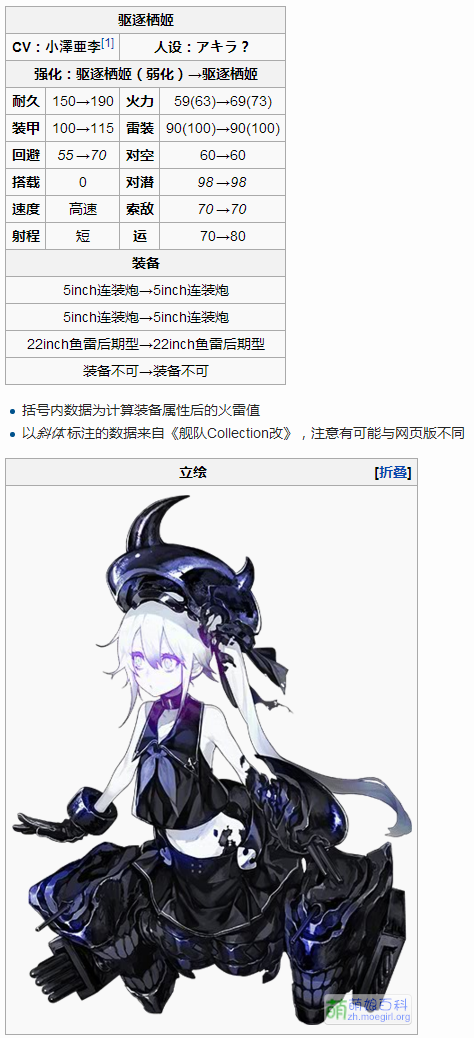 驱逐栖姬
CV：小澤亜李[1] 人设：アキラ？
强化：驱逐栖姬（弱化）→驱逐栖姬
耐久 150→190 火力 59(63)→69(73)
装甲 100→115 雷装 90(100)→90(100)
回避 55→70 对空 60→60
搭载 0 对潜 98→98
速度 高速 索敌 70→70
射程 短 运 70→80
装备
5inch连装炮→5inch连装炮
5inch连装炮→5inch连装炮
22inch鱼雷后期型→22inch鱼雷后期型
装备不可→装备不可
括号内数据为计算装备属性后的火雷值
以斜体标注的数据来自《舰队Collection改》，注意有可能与网页版不同
立绘 [折叠]
萌 萌娘百科
zh.moegirl.org